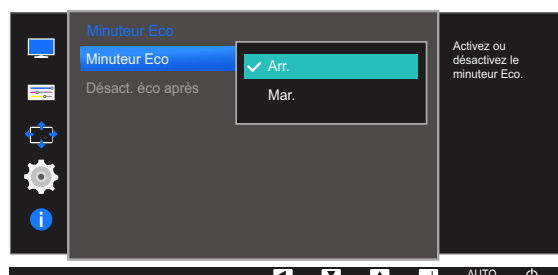 Minuteur Eco
Minuteur Eco
Désact. éco après
Arr.
Mar.
Activez ou
désactivez le
minuteur Eco.
AUTO